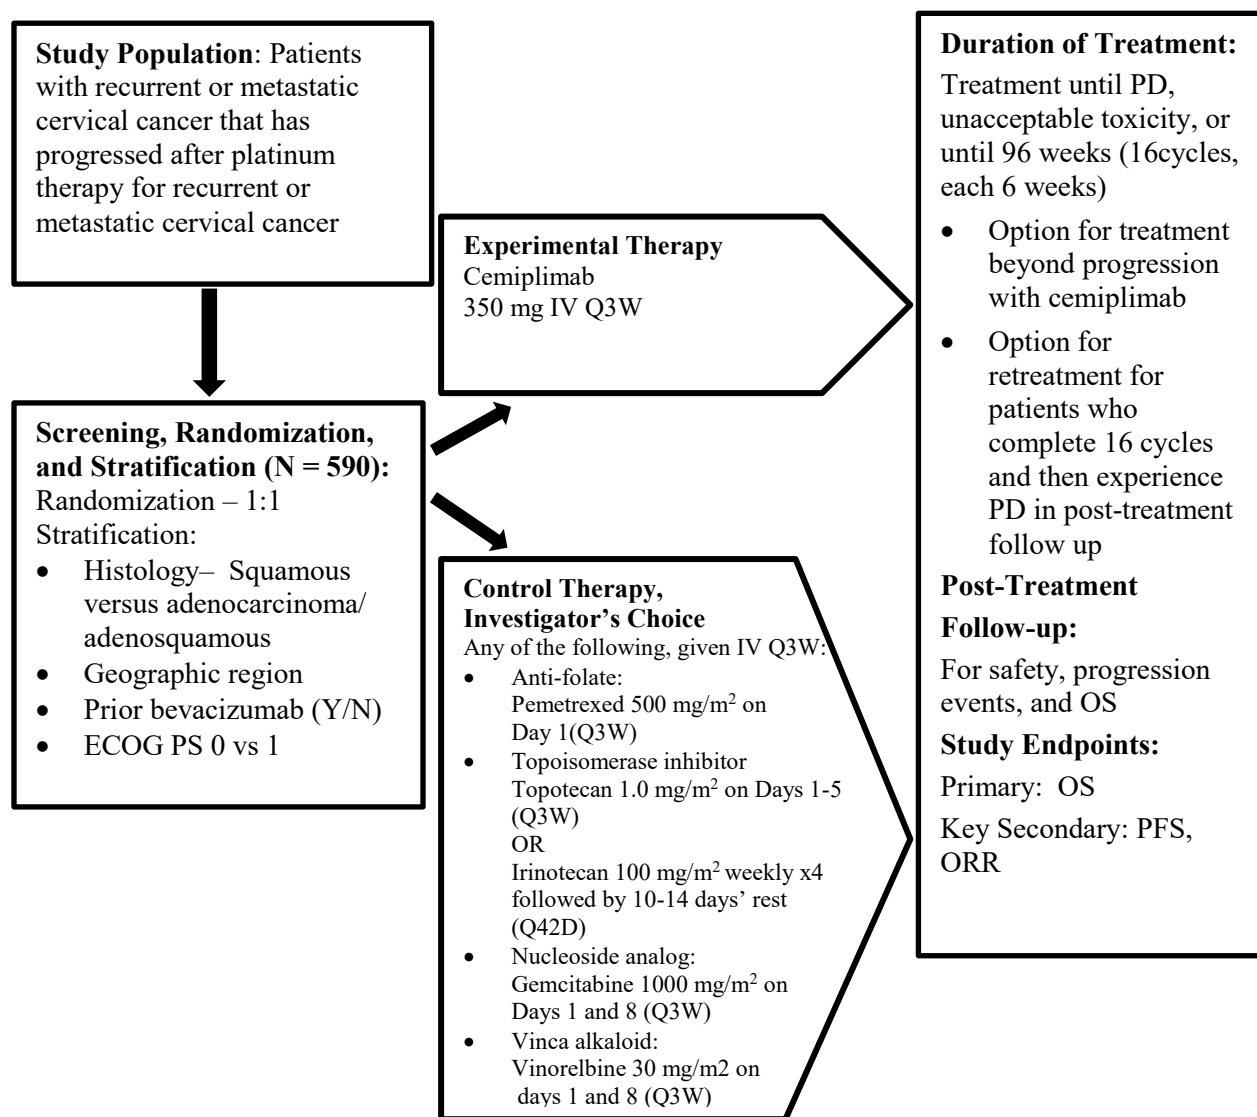 Study Population: Patients
with recurrent or metastatic
cervical cancer that has
progressed after platinum
therapy for recurrent or
metastatic cervical cancer
Screening, Randomization,
and Stratification (N = 590):
Randomization – 1:1
Stratification:
• Histology– Squamous
versus adenocarcinoma/
adenosquamous
• Geographic region
• Prior bevacizumab (Y/N)
• ECOG PS 0 vs 1
Experimental Therapy
Cemiplimab
350 mg IV Q3W
Control Therapy,
Investigator’s Choice
Any of the following, given IV Q3W:
• Anti-folate:
Pemetrexed 500 mg/m² on
Day 1(Q3W)
• Topoisomerase inhibitor
Topotecan 1.0 mg/m² on Days 1-5
(Q3W)
OR
Irinotecan 100 mg/m² weekly x4
followed by 10-14 days’ rest
(Q42D)
• Nucleoside analog:
Gemcitabine 1000 mg/m² on
Days 1 and 8 (Q3W)
• Vinca alkaloid:
Vinorelbine 30 mg/m2 on
days 1 and 8 (Q3W)
Duration of Treatment:
Treatment until PD,
unacceptable toxicity, or
until 96 weeks (16cycles,
each 6 weeks)
• Option for treatment
beyond progression
with cemiplimab
• Option for
retreatment for
patients who
complete 16 cycles
and then experience
PD in post-treatment
follow up
Post-Treatment
Follow-up:
For safety, progression
events, and OS
Study Endpoints:
Primary: OS
Key Secondary: PFS,
ORR